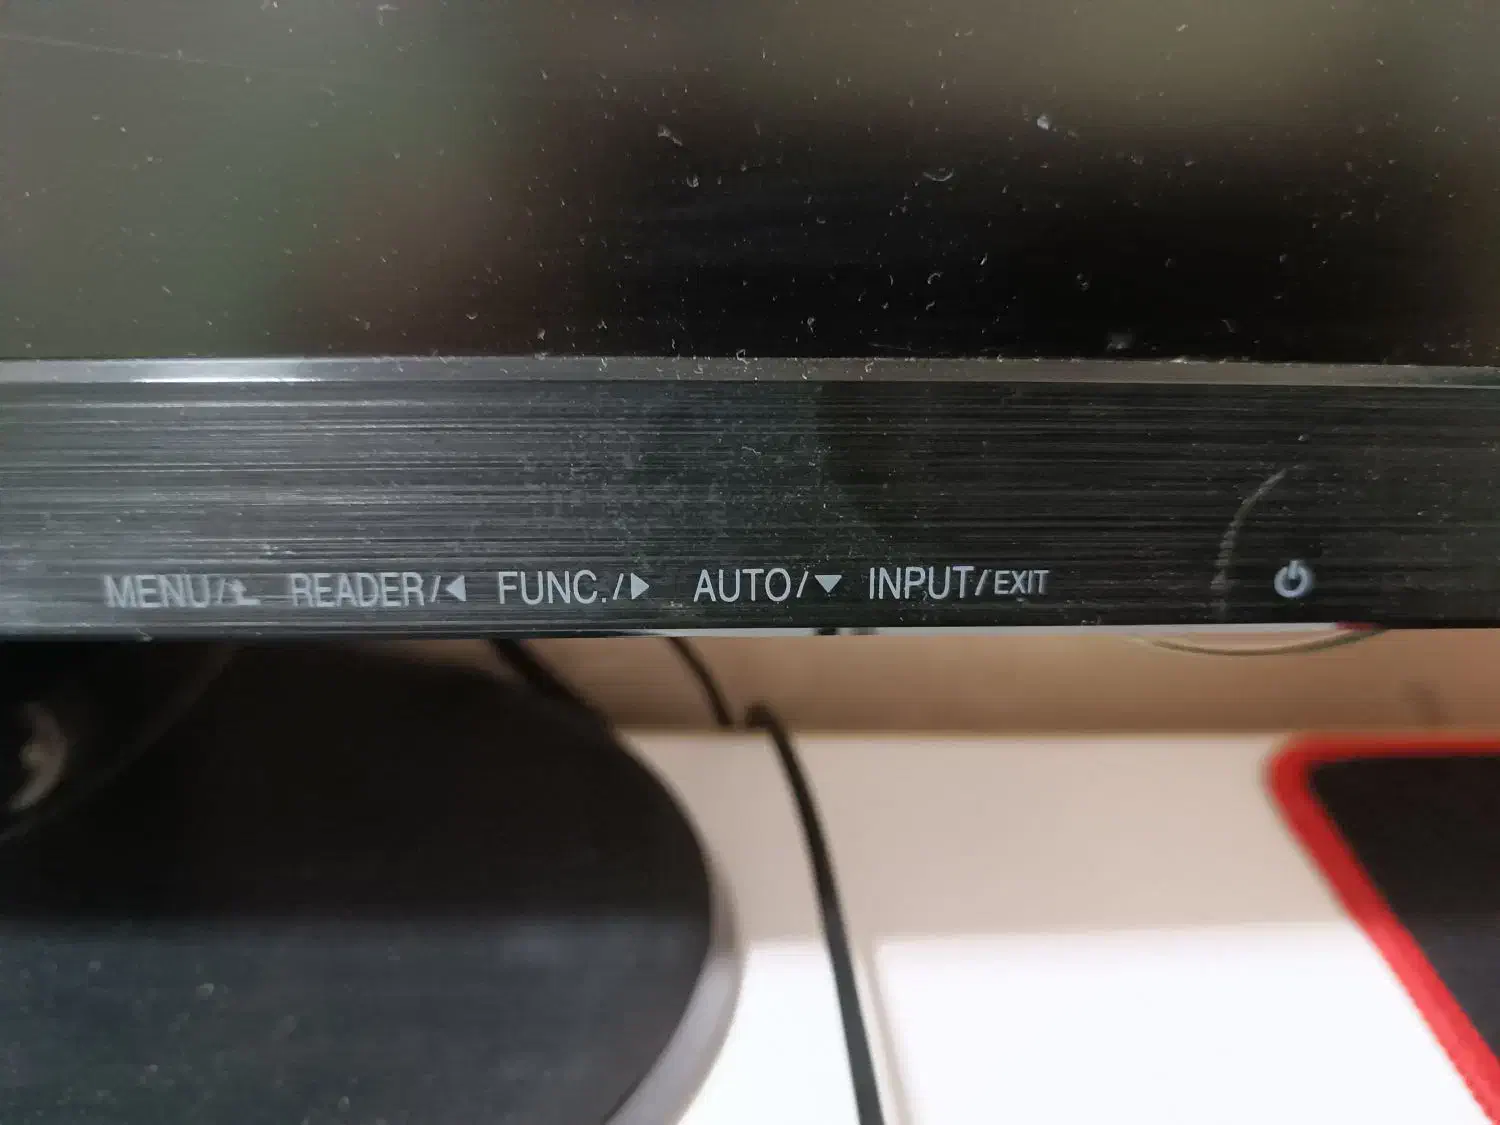 MENU/⮤ READER/◀ FUNC./▶ AUTO/▼ INPUT/EXIT ⏻